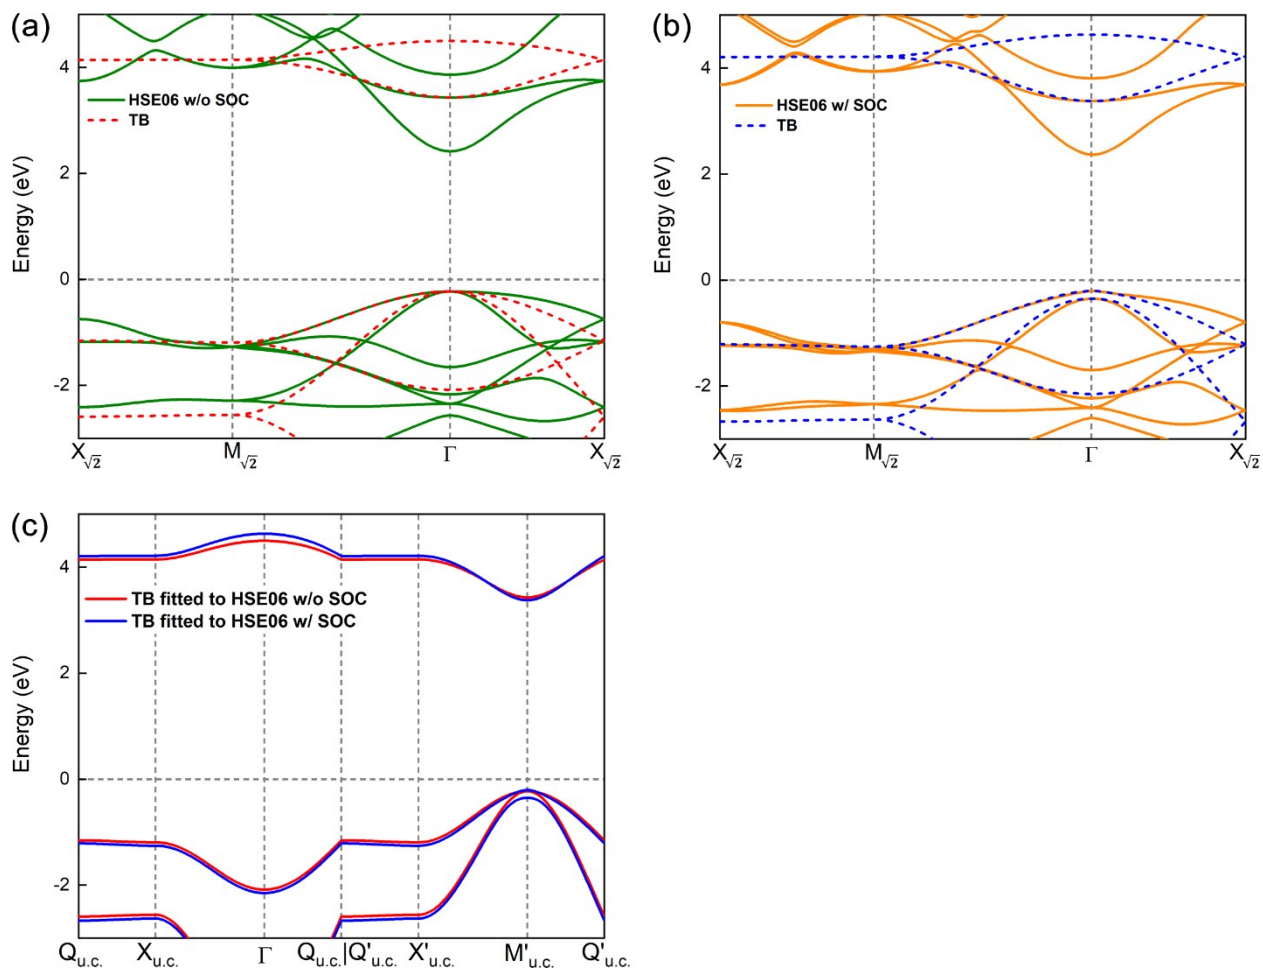 (a)
Energy (eV)
4
2
0
-2
HSE06 w/o SOC
TB
X√2 M√2 Γ X√2
(b)
Energy (eV)
4
2
0
-2
HSE06 w/ SOC
TB
X√2 M√2 Γ X√2
(c)
Energy (eV)
4
2
0
-2
TB fitted to HSE06 w/o SOC
TB fitted to HSE06 w/ SOC
Qu.c. Xu.c. Γ Qu.c.|Q'u.c. X'u.c. M'u.c. Q'u.c.